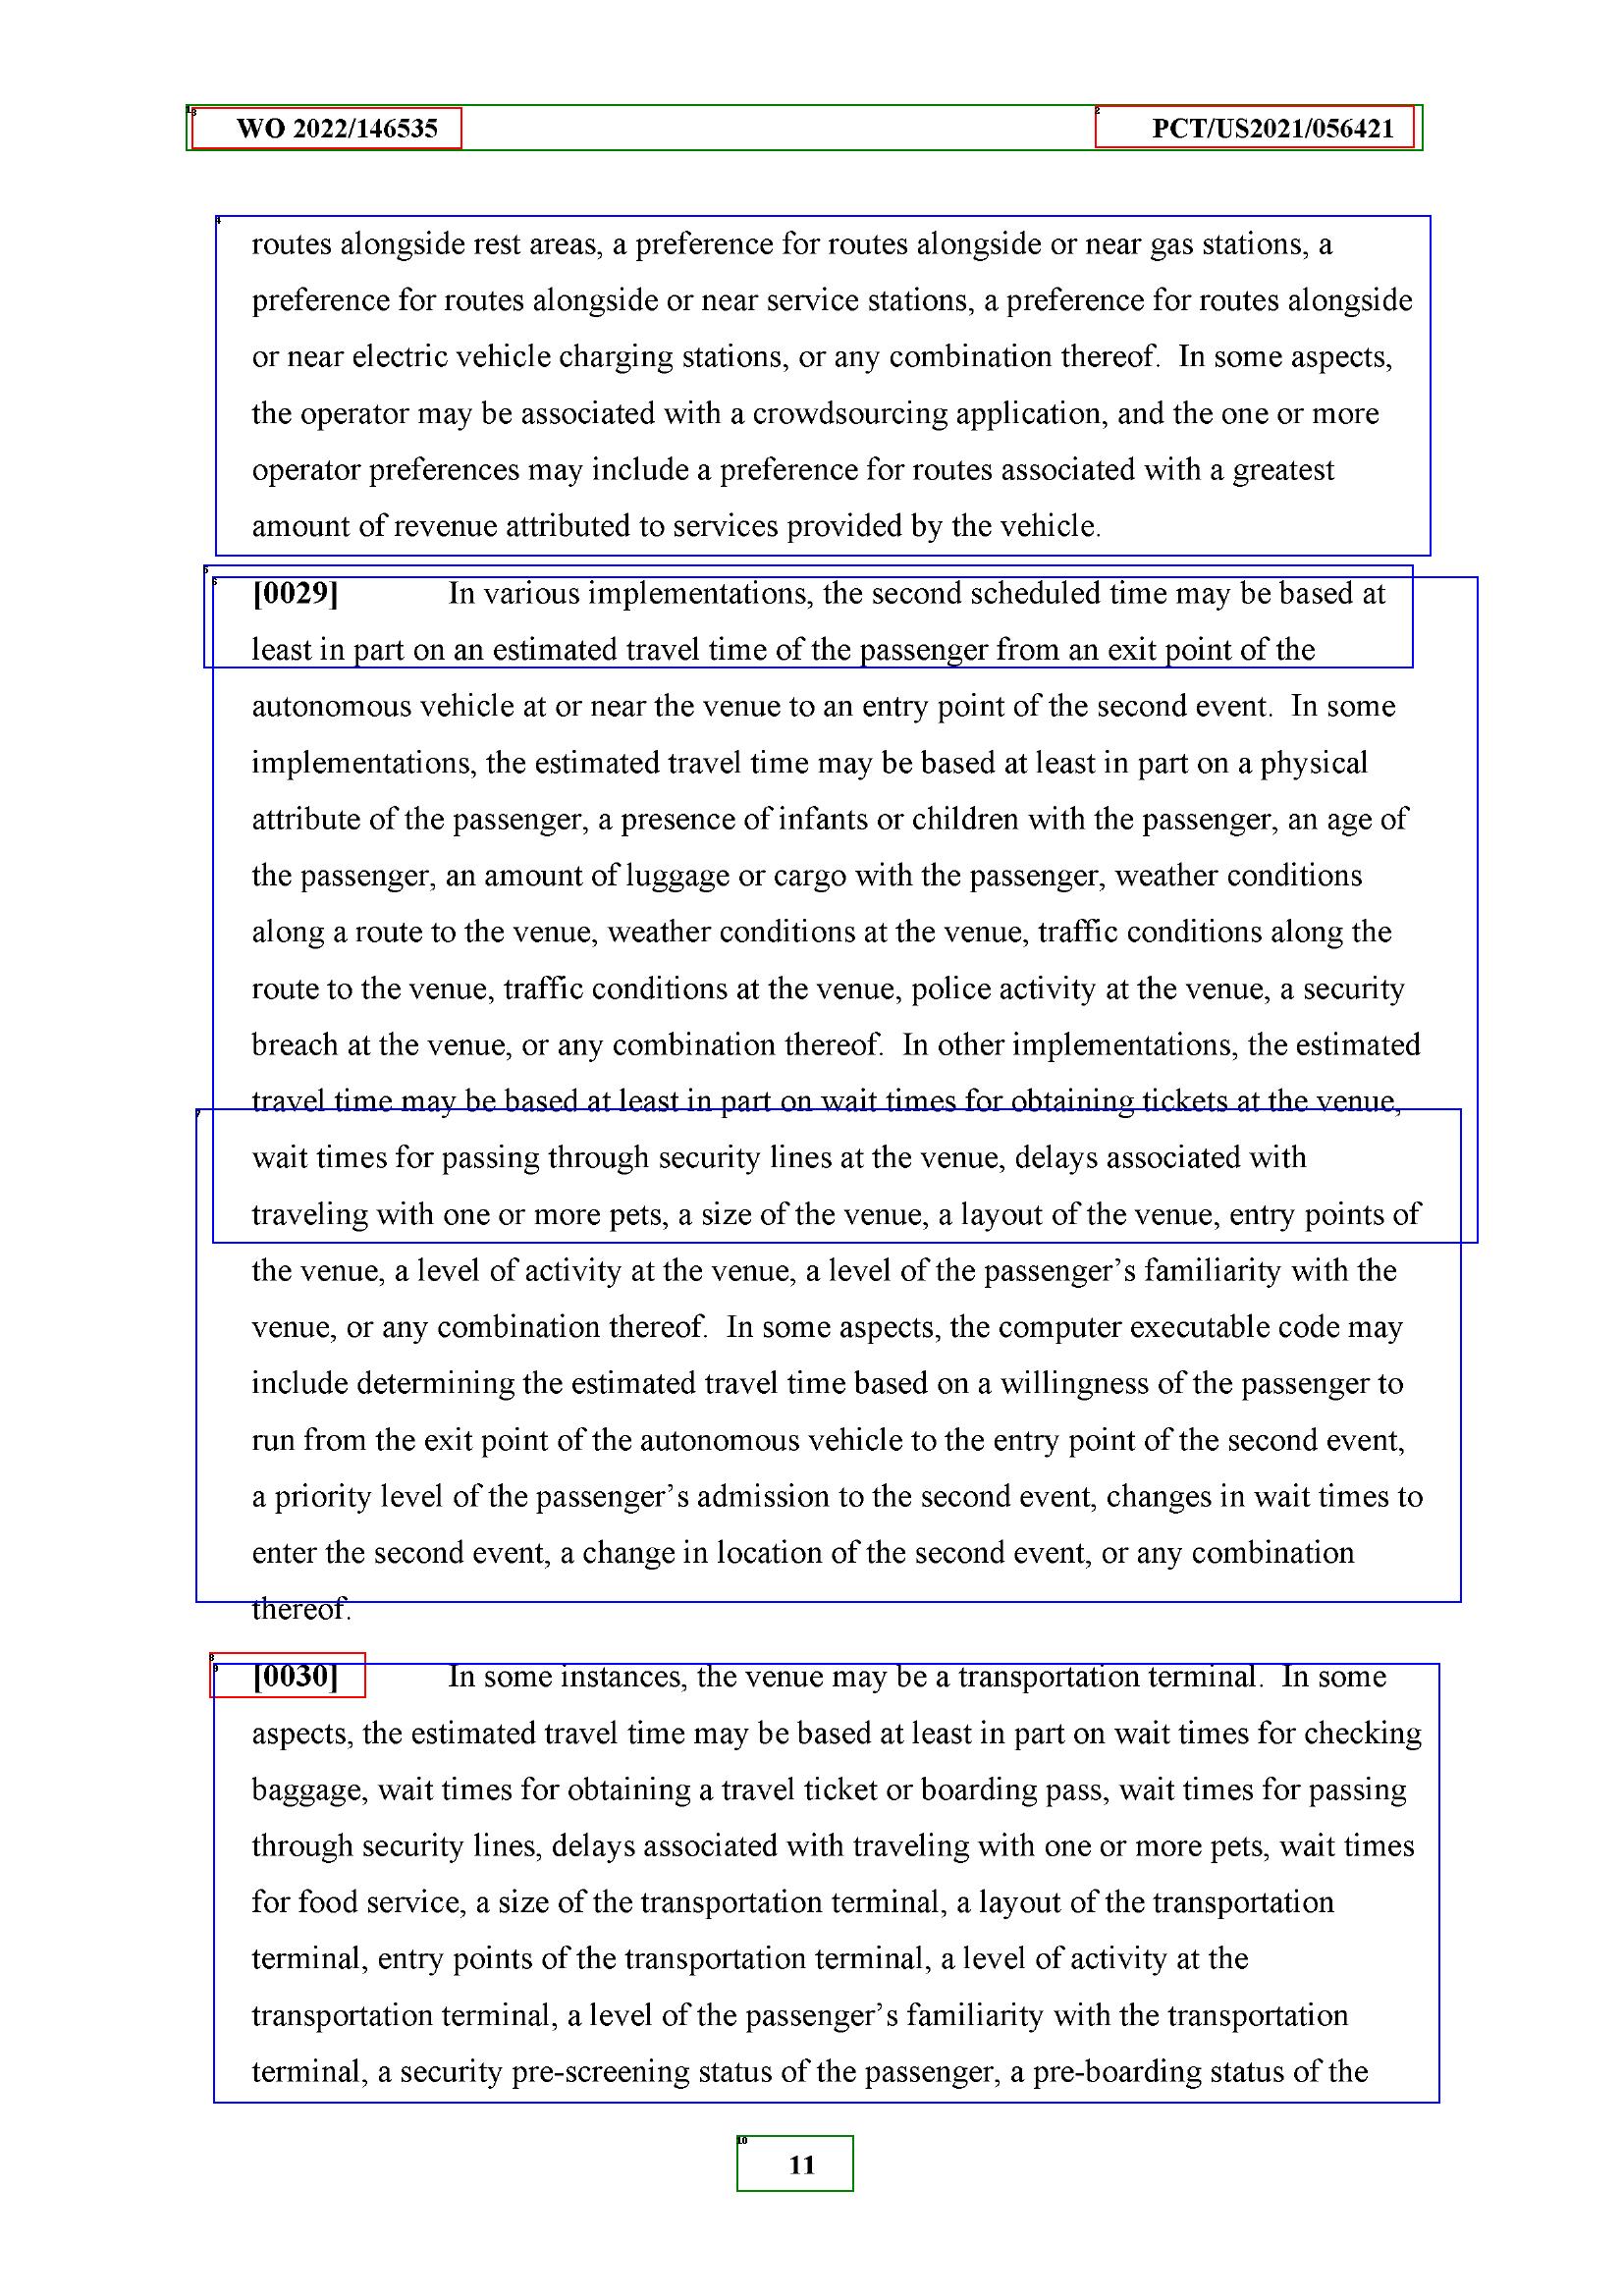 WO 2022/146535 PCT/US2021/056421
routes alongside rest areas, a preference for routes alongside or near gas stations, a
preference for routes alongside or near service stations, a preference for routes alongside
or near electric vehicle charging stations, or any combination thereof. In some aspects,
the operator may be associated with a crowdsourcing application, and the one or more
operator preferences may include a preference for routes associated with a greatest
amount of revenue attributed to services provided by the vehicle.
[0029] In various implementations, the second scheduled time may be based at
least in part on an estimated travel time of the passenger from an exit point of the
autonomous vehicle at or near the venue to an entry point of the second event. In some
implementations, the estimated travel time may be based at least in part on a physical
attribute of the passenger, a presence of infants or children with the passenger, an age of
the passenger, an amount of luggage or cargo with the passenger, weather conditions
along a route to the venue, weather conditions at the venue, traffic conditions along the
route to the venue, traffic conditions at the venue, police activity at the venue, a security
breach at the venue, or any combination thereof. In other implementations, the estimated
travel time may be based at least in part on wait times for obtaining tickets at the venue,
wait times for passing through security lines at the venue, delays associated with
traveling with one or more pets, a size of the venue, a layout of the venue, entry points of
the venue, a level of activity at the venue, a level of the passenger’s familiarity with the
venue, or any combination thereof. In some aspects, the computer executable code may
include determining the estimated travel time based on a willingness of the passenger to
run from the exit point of the autonomous vehicle to the entry point of the second event,
a priority level of the passenger’s admission to the second event, changes in wait times to
enter the second event, a change in location of the second event, or any combination
thereof.
[0030] In some instances, the venue may be a transportation terminal. In some
aspects, the estimated travel time may be based at least in part on wait times for checking
baggage, wait times for obtaining a travel ticket or boarding pass, wait times for passing
through security lines, delays associated with traveling with one or more pets, wait times
for food service, a size of the transportation terminal, a layout of the transportation
terminal, entry points of the transportation terminal, a level of activity at the
transportation terminal, a level of the passenger’s familiarity with the transportation
terminal, a security pre-screening status of the passenger, a pre-boarding status of the
11